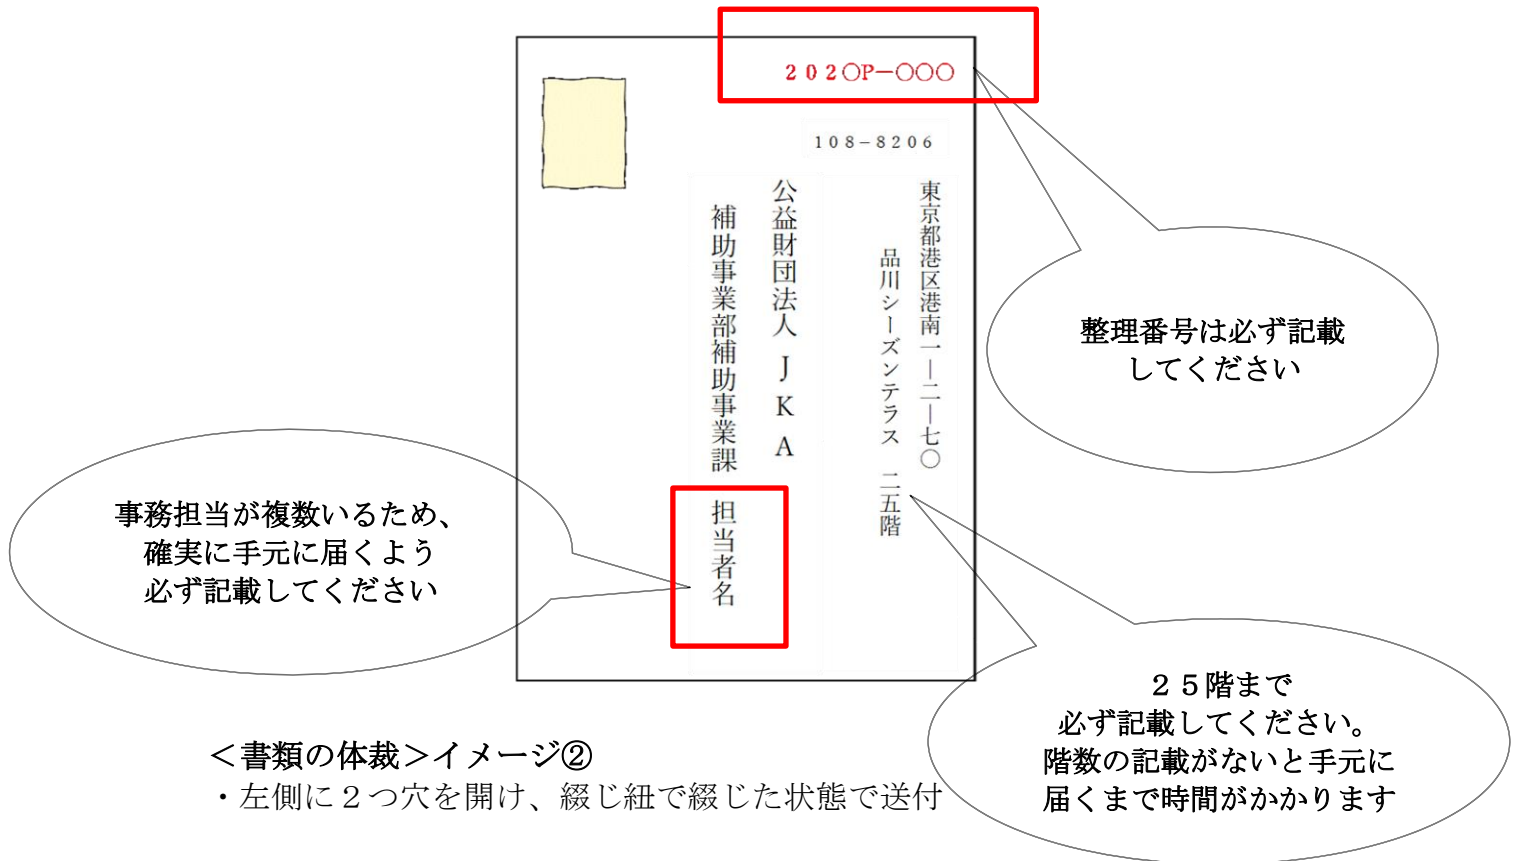 ２０２〇P－〇〇〇
１０８－８２０６
東京都港区港南一ー二ー七〇
品川シーズンテラス　二五階
公益財団法人　ＪＫＡ
補助事業部補助事業課　担当者名
整理番号は必ず記載
してください
事務担当が複数いるため、
確実に手元に届くよう
必ず記載してください
２５階まで
必ず記載してください。
階数の記載がないと手元に
届くまで時間がかかります
＜書類の体裁＞イメージ②
・左側に２つ穴を開け、綴じ紐で綴じた状態で送付